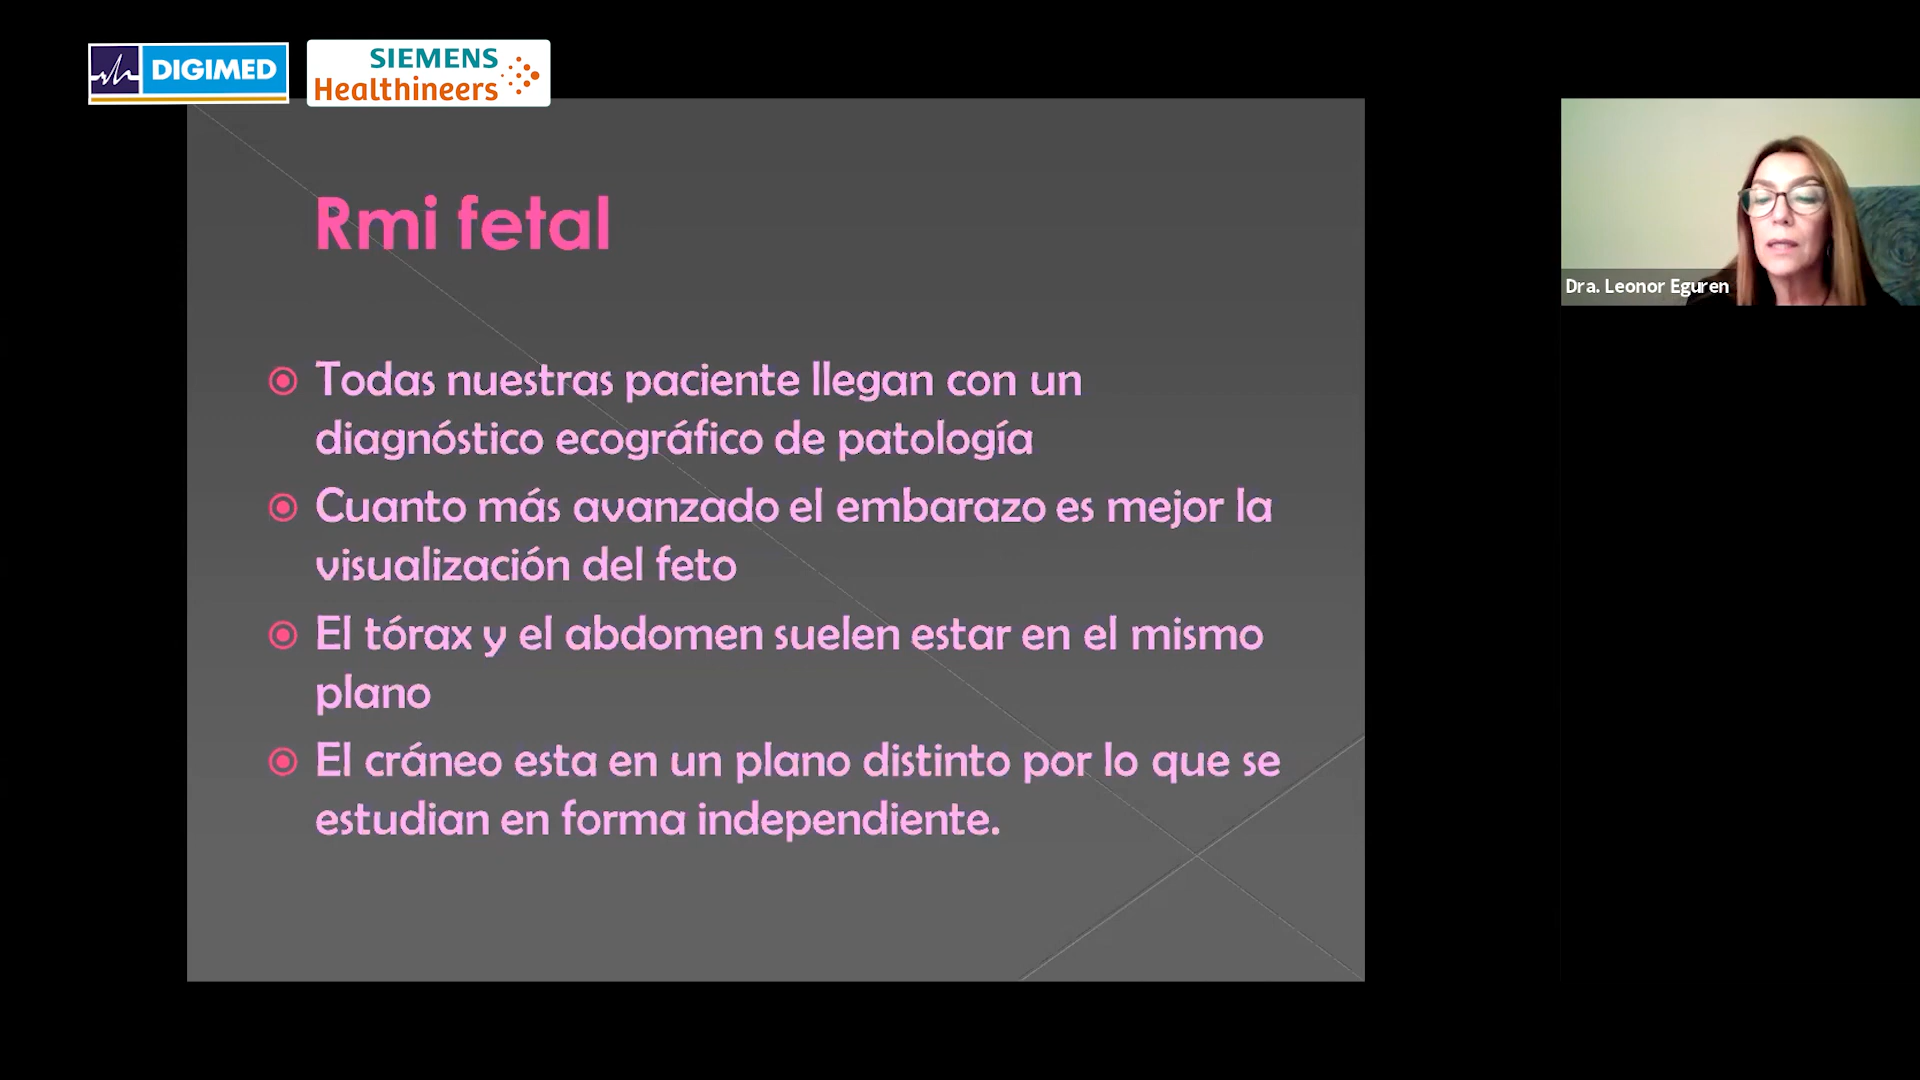 DIGIMED
SIEMENS
Healthineers
Rmi fetal
Todas nuestras paciente llegan con un
diagnóstico ecográfico de patología
Cuanto más avanzado el embarazo es mejor la
visualización del feto
El tórax y el abdomen suelen estar en el mismo
plano
El cráneo esta en un plano distinto por lo que se
estudian en forma independiente.
Dra. Leonor Eguren